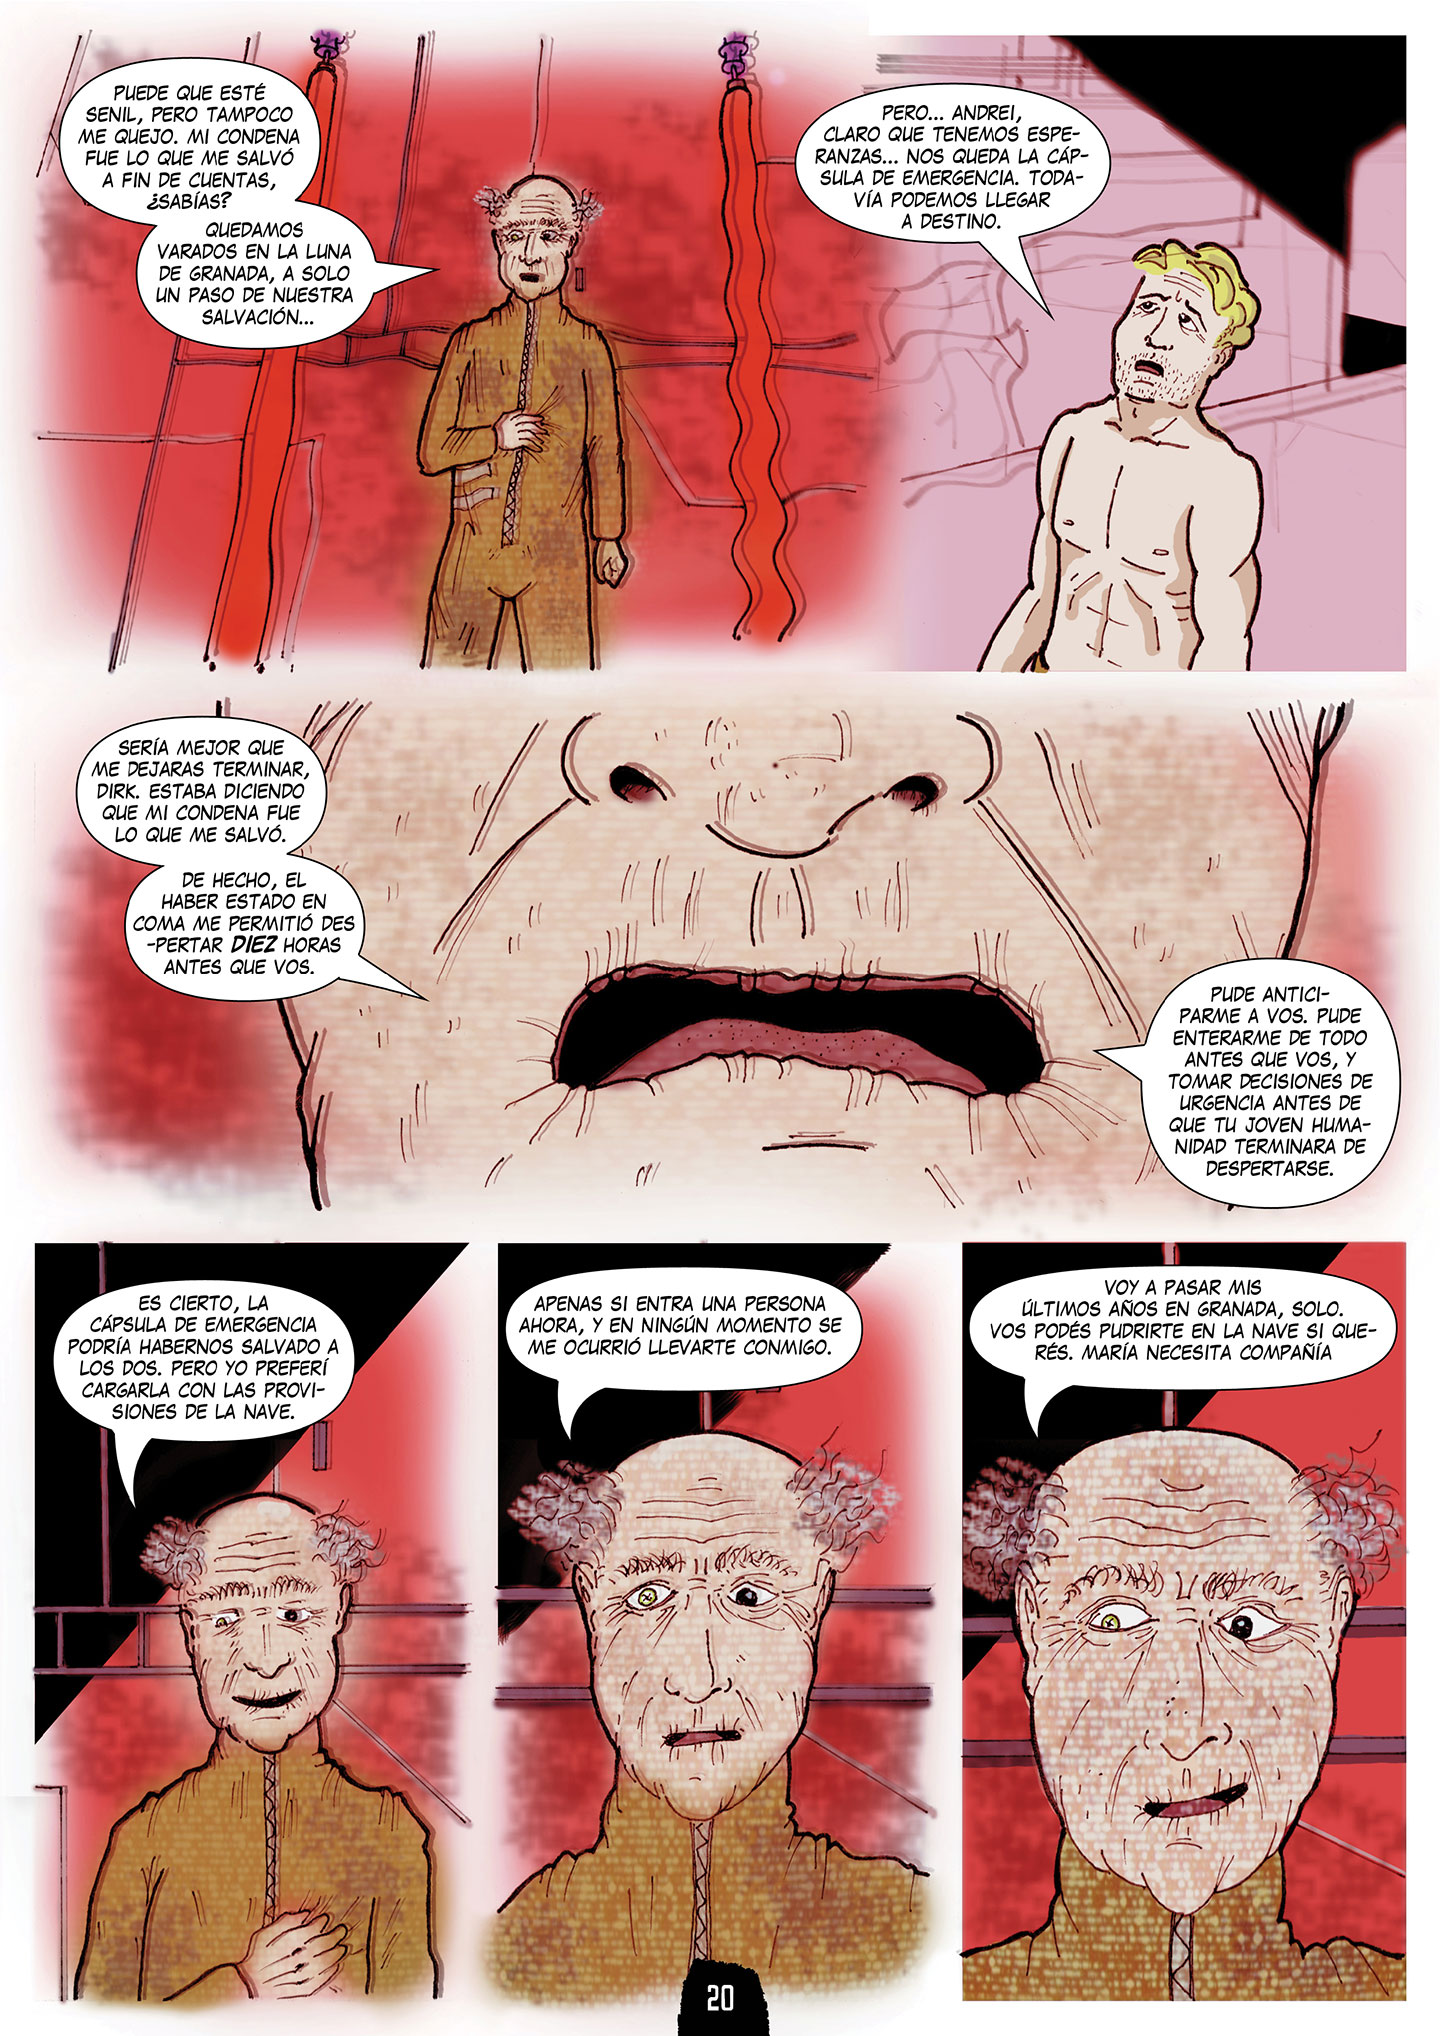 PUEDE QUE ESTÉ
SENIL, PERO TAMPOCO
ME QUEJO. MI CONDENA
FUE LO QUE ME SALVÓ
A FIN DE CUENTAS,
¿SABÍAS?
QUEDAMOS
VARADOS EN LA LUNA
DE GRANADA, A SOLO
UN PASO DE NUESTRA
SALVACIÓN...
PERO... ANDREI,
CLARO QUE TENEMOS ESPE-
RANZAS... NOS QUEDA LA CÁP-
SULA DE EMERGENCIA. TODA-
VÍA PODEMOS LLEGAR
A DESTINO.
SERÍA MEJOR QUE
ME DEJARAS TERMINAR,
DIRK. ESTABA DICIENDO
QUE MI CONDENA FUE
LO QUE ME SALVÓ.
DE HECHO, EL
HABER ESTADO EN
COMA ME PERMITIÓ DES
-PERTAR DIEZ HORAS
ANTES QUE VOS.
PUDE ANTICI-
PARME A VOS. PUDE
ENTERARME DE TODO
ANTES QUE VOS, Y
TOMAR DECISIONES DE
URGENCIA ANTES DE
QUE TU JOVEN HUMA-
NIDAD TERMINARA DE
DESPERTARSE.
ES CIERTO, LA
CÁPSULA DE EMERGENCIA
PODRÍA HABERNOS SALVADO A
LOS DOS. PERO YO PREFERÍ
CARGARLA CON LAS PROVI-
SIONES DE LA NAVE.
APENAS SI ENTRA UNA PERSONA
AHORA, Y EN NINGÚN MOMENTO SE
ME OCURRIÓ LLEVARTE CONMIGO.
VOY A PASAR MIS
ÚLTIMOS AÑOS EN GRANADA, SOLO.
VOS PODÉS PUDRIRTE EN LA NAVE SI QUE-
RÉS. MARÍA NECESITA COMPAÑÍA
20